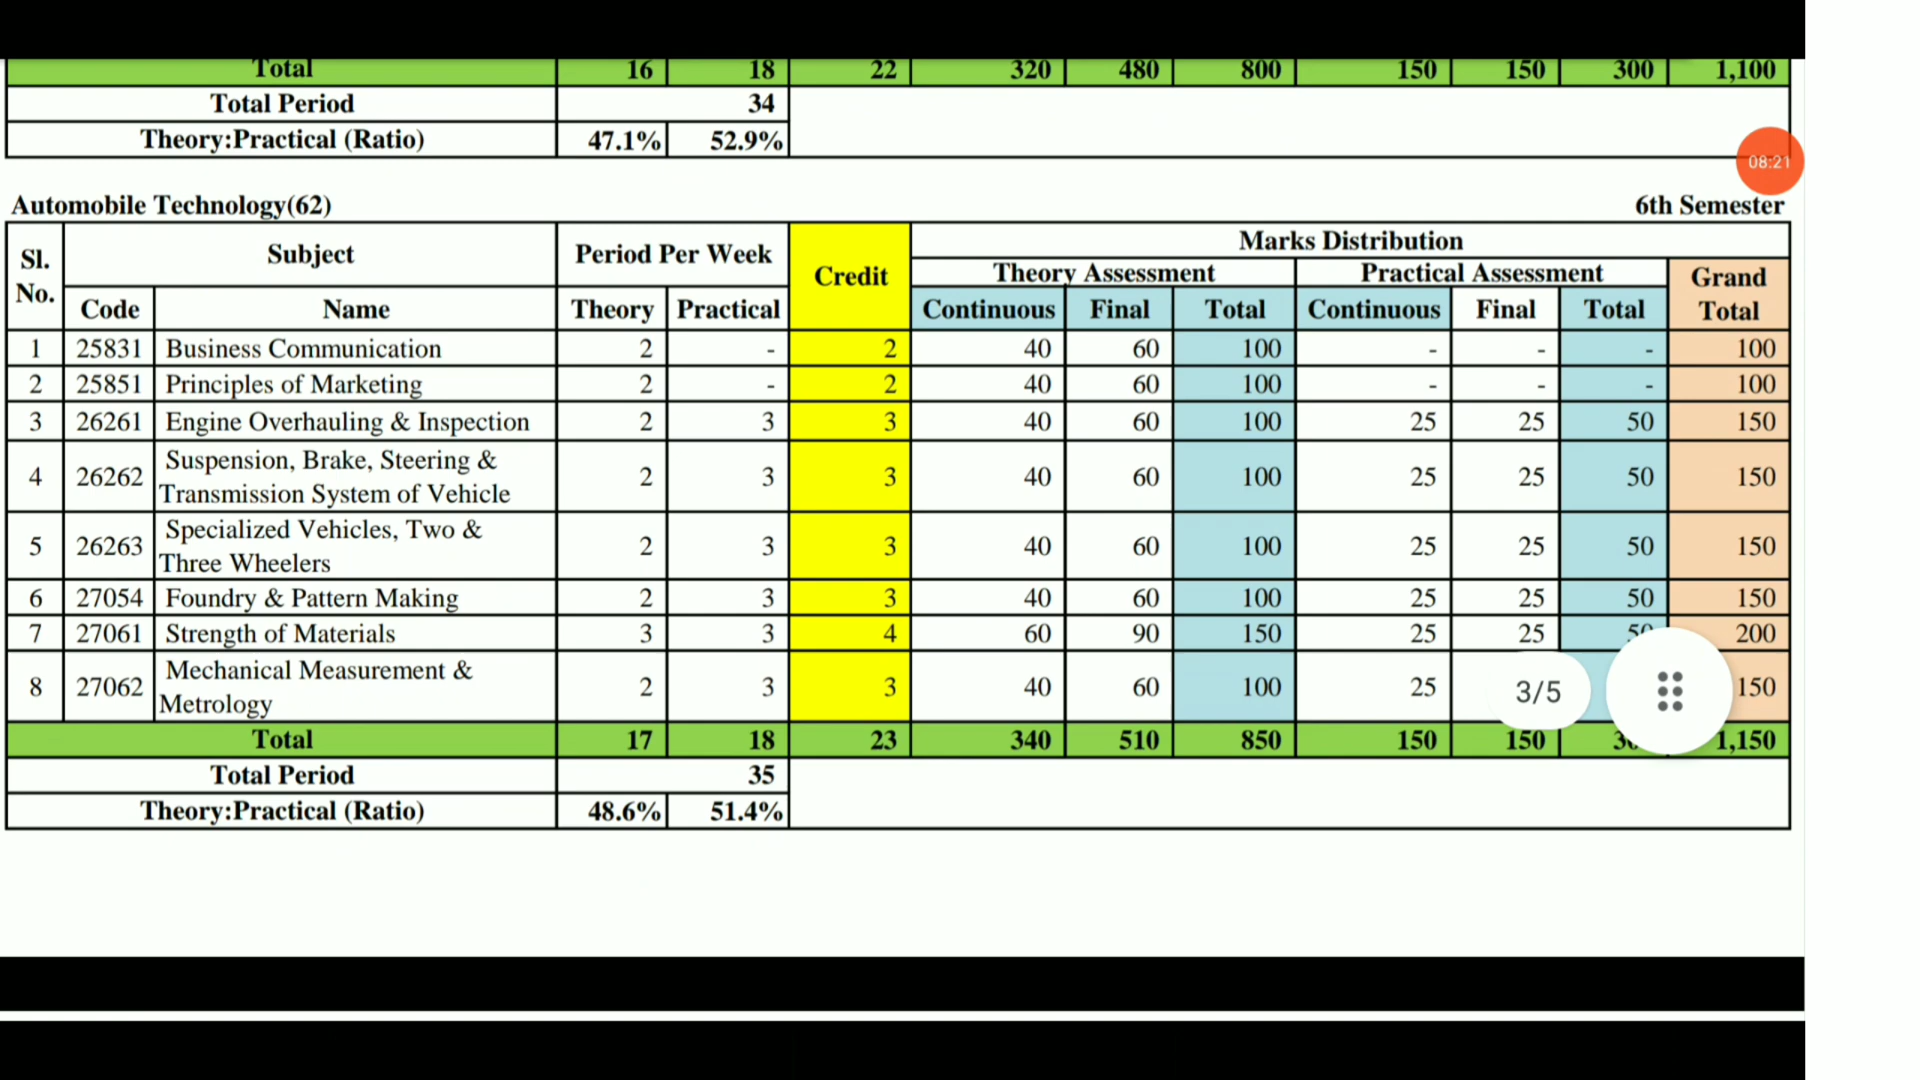 Total 16 18 22 320 480 800 150 150 300 1,100
Total Period 34
Theory:Practical (Ratio) 47.1% 52.9%
08:21
Automobile Technology(62) 6th Semester
Sl. No. Subject Period Per Week Credit Marks Distribution
Theory Assessment Practical Assessment Grand Total
Code Name Theory Practical Continuous Final Total Continuous Final Total
1 25831 Business Communication 2 - 2 40 60 100 - - - 100
2 25851 Principles of Marketing 2 - 2 40 60 100 - - - 100
3 26261 Engine Overhauling & Inspection 2 3 3 40 60 100 25 25 50 150
4 26262 Suspension, Brake, Steering & Transmission System of Vehicle 2 3 3 40 60 100 25 25 50 150
5 26263 Specialized Vehicles, Two & Three Wheelers 2 3 3 40 60 100 25 25 50 150
6 27054 Foundry & Pattern Making 2 3 3 40 60 100 25 25 50 150
7 27061 Strength of Materials 3 3 4 60 90 150 25 25 50 200
8 27062 Mechanical Measurement & Metrology 2 3 3 40 60 100 25 150
3/5
Total 17 18 23 340 510 850 150 150 1,150
Total Period 35
Theory:Practical (Ratio) 48.6% 51.4%